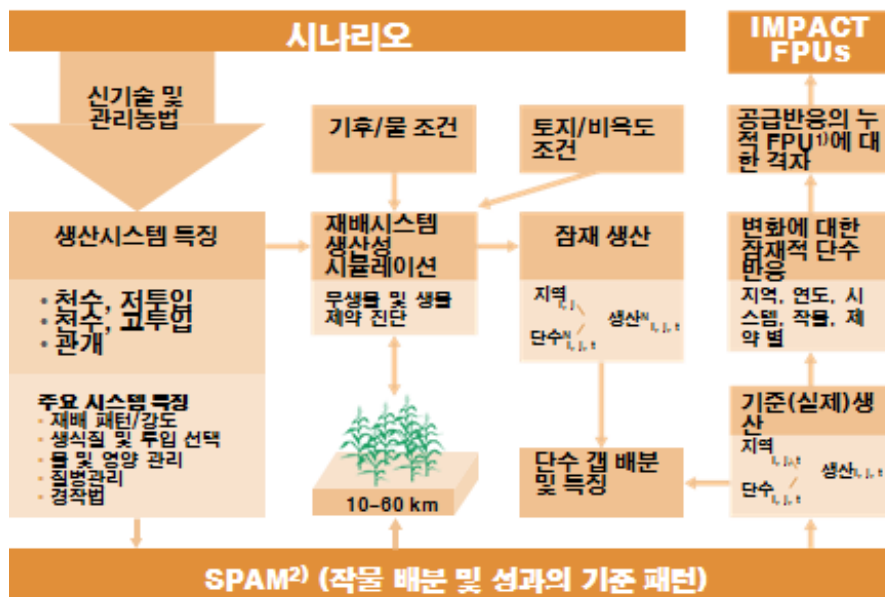 시나리오
IMPACT
FPUs
신기술 및
관리농법
기후/물 조건
토지/비옥도
조건
공급반응의 누
적 FPU¹⁾에 대
한 격자
생산시스템 특징
재배시스템
생산성
시뮬레이션
잠재 생산
변화에 대한
잠재적 단수
반응
• 천수, 저투입
• 천수, 고투입
• 관개
무생물 및 생물
제약 진단
지역 i, j
생산ᴺ i, j, t
단수ᴺ i, j, t
지역, 연도, 시
스템, 작물, 제
약 별
주요 시스템 특징
• 재배 패턴/강도
• 생식질 및 투입 선택
• 물 및 영양 관리
• 질병관리
• 경작법
10–60 km
단수 갭 배분
및 특징
기준(실제)생
산
지역 i, j, t
생산 i, j, t
단수 i, j, t
SPAM²⁾ (작물 배분 및 성과의 기준 패턴)